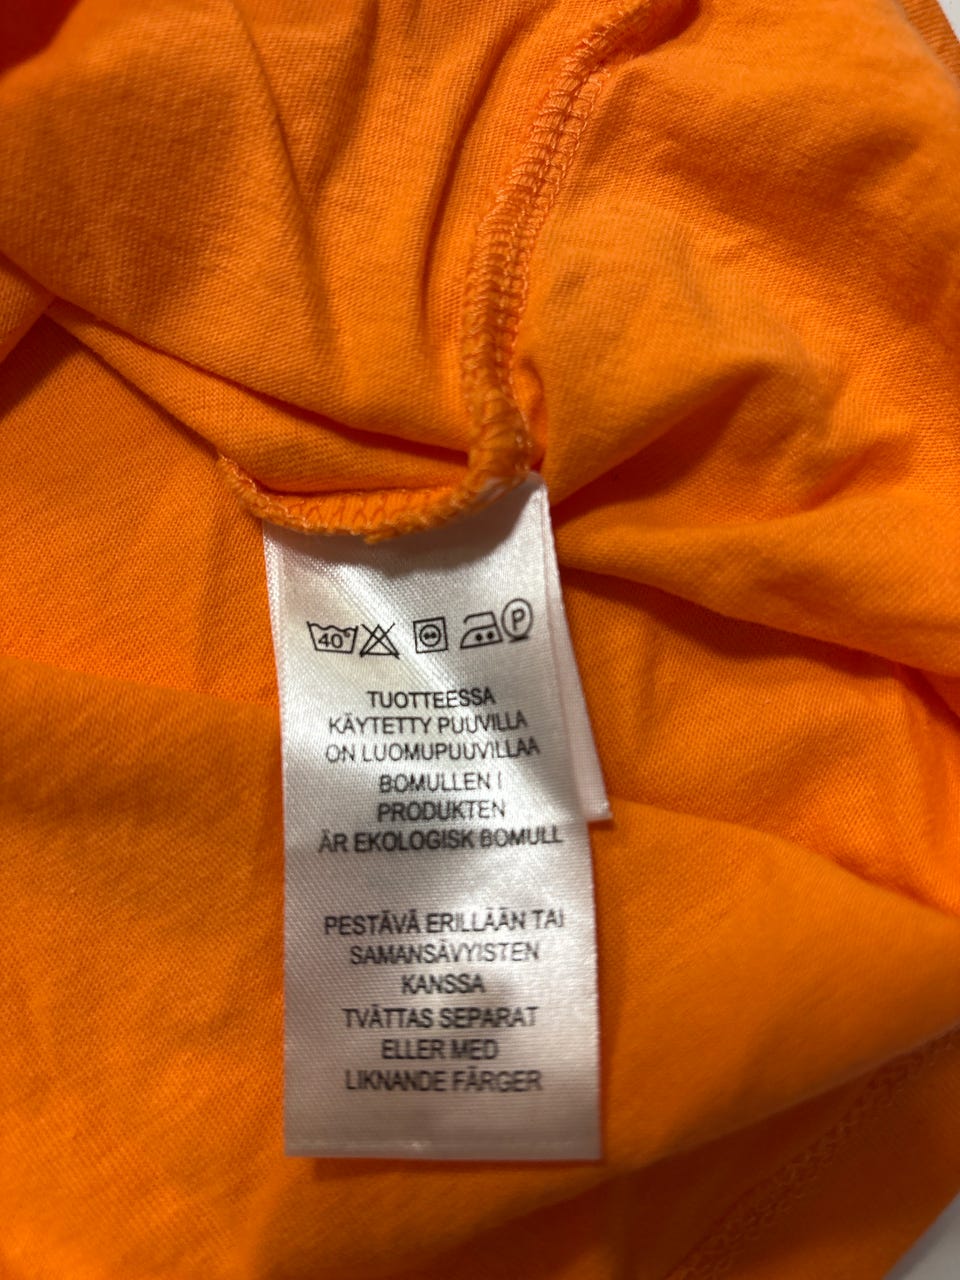 40° P
TUOTTEESSA
KÄYTETTY PUUVILLA
ON LUOMUPUUVILLAA
BOMULLEN I
PRODUKTEN
ÄR EKOLOGISK BOMULL
PESTÄVÄ ERILLÄÄN TAI
SAMANSÄVYISTEN
KANSSA
TVÄTTAS SEPARAT
ELLER MED
LIKNANDE FÄRGER